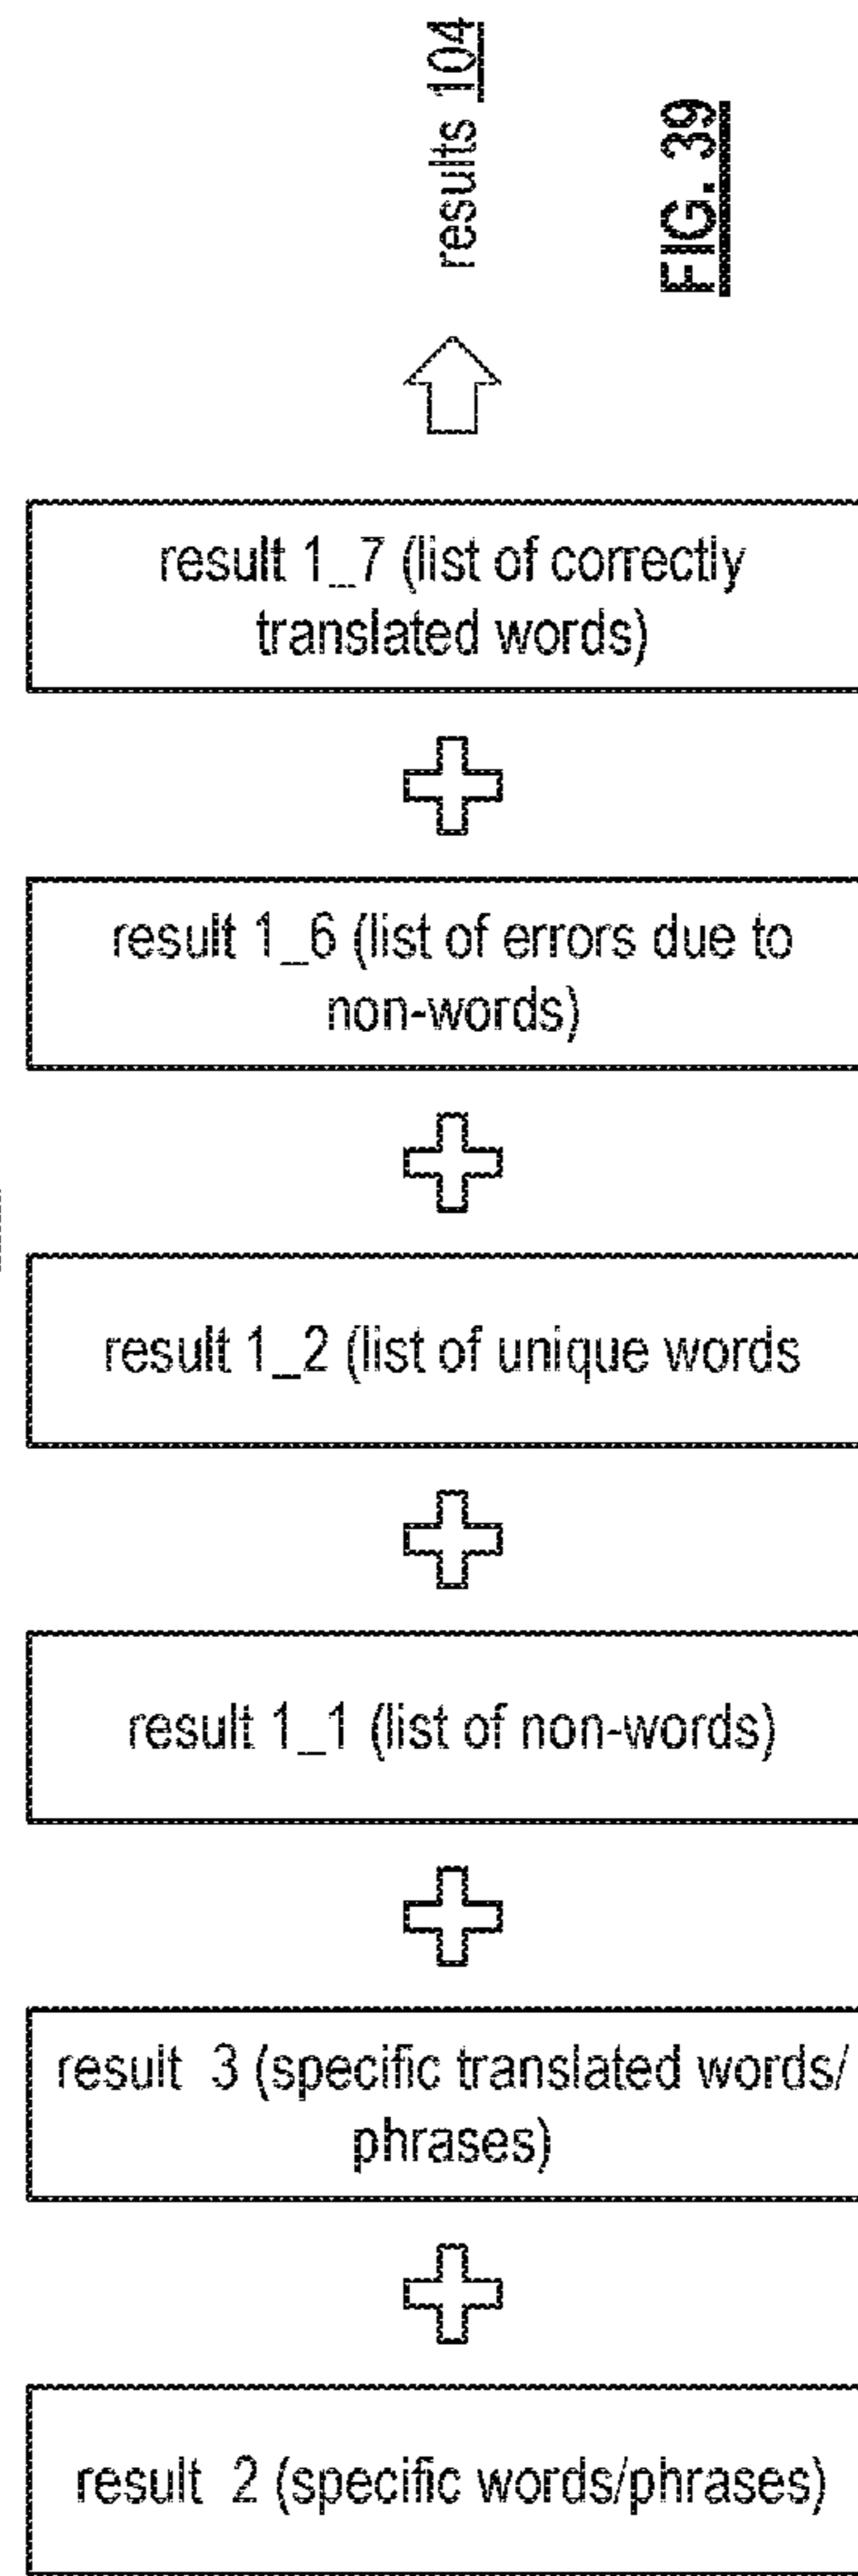 results 104
FIG. 39
result 1_7 (list of correctly
translated words)
result 1_6 (list of errors due to
non-words)
result 1_2 (list of unique words
result 1_1 (list of non-words)
result 3 (specific translated words/
phrases)
result 2 (specific words/phrases)